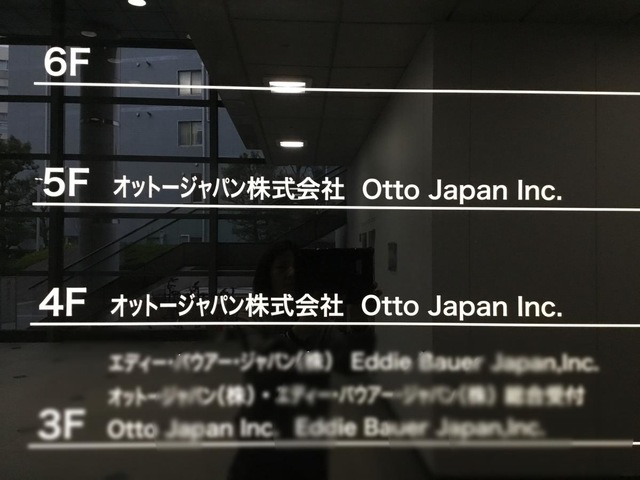 6F
5F オットージャパン株式会社 Otto Japan Inc.
4F オットージャパン株式会社 Otto Japan Inc.
エディー・バウアー・ジャパン(株) Eddie Bauer Japan,Inc.
オットージャパン(株)・エディー・バウアー・ジャパン(株) 総合受付
3F Otto Japan Inc. Eddie Bauer Japan,Inc.